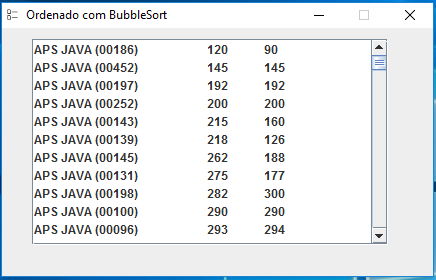 Ordenado com BubbleSort
APS JAVA (00186) 120 90
APS JAVA (00452) 145 145
APS JAVA (00197) 192 192
APS JAVA (00252) 200 200
APS JAVA (00143) 215 160
APS JAVA (00139) 218 126
APS JAVA (00145) 262 188
APS JAVA (00131) 275 177
APS JAVA (00198) 282 300
APS JAVA (00100) 290 290
APS JAVA (00096) 293 294